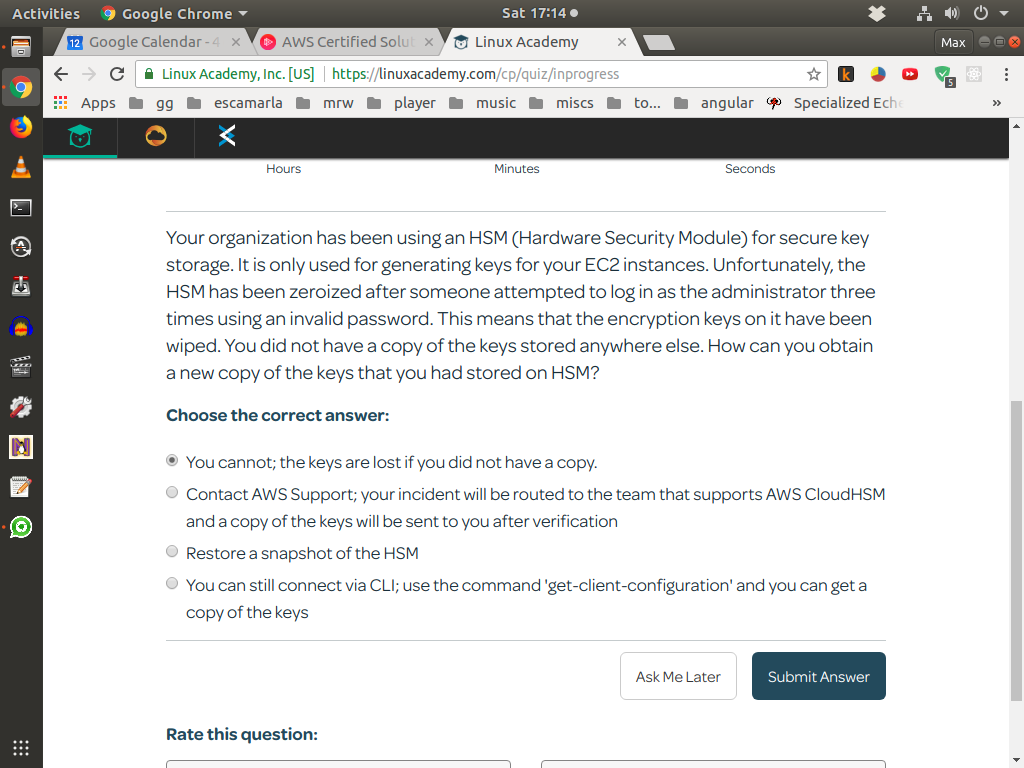 Activities Google Chrome Sat 17:14
Google Calendar - 4 AWS Certified Solut Linux Academy Max
Linux Academy, Inc. [US] https://linuxacademy.com/cp/quiz/inprogress
5
Apps gg escamarla mrw player music miscs to... angular Specialized Eche »
Hours Minutes Seconds
Your organization has been using an HSM (Hardware Security Module) for secure key
storage. It is only used for generating keys for your EC2 instances. Unfortunately, the
HSM has been zeroized after someone attempted to log in as the administrator three
times using an invalid password. This means that the encryption keys on it have been
wiped. You did not have a copy of the keys stored anywhere else. How can you obtain
a new copy of the keys that you had stored on HSM?
Choose the correct answer:
You cannot; the keys are lost if you did not have a copy.
Contact AWS Support; your incident will be routed to the team that supports AWS CloudHSM
and a copy of the keys will be sent to you after verification
Restore a snapshot of the HSM
You can still connect via CLI; use the command 'get-client-configuration' and you can get a
copy of the keys
Ask Me Later Submit Answer
Rate this question: